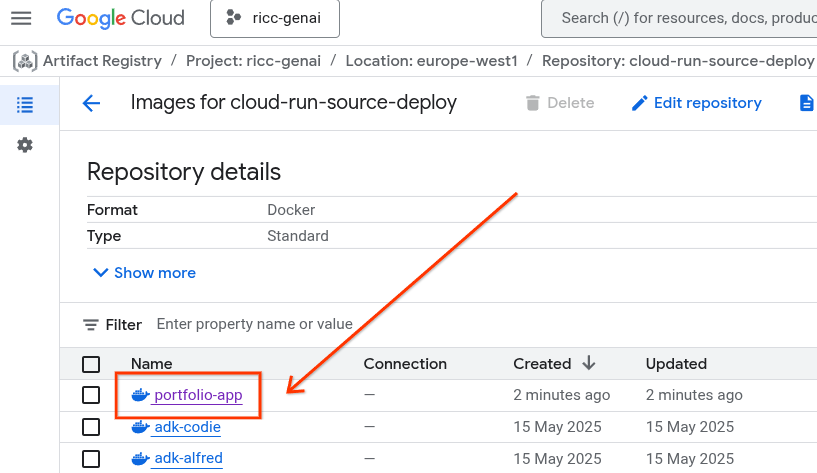 Google Cloud ricc-genai Search (/) for resources, docs, produc
Artifact Registry / Project: ricc-genai / Location: europe-west1 / Repository: cloud-run-source-deploy
Images for cloud-run-source-deploy Delete Edit repository
Repository details
Format Docker
Type Standard
Show more
Filter Enter property name or value
Name Connection Created Updated
portfolio-app — 2 minutes ago 2 minutes ago
adk-codie — 15 May 2025 15 May 2025
adk-alfred — 15 May 2025 15 May 2025